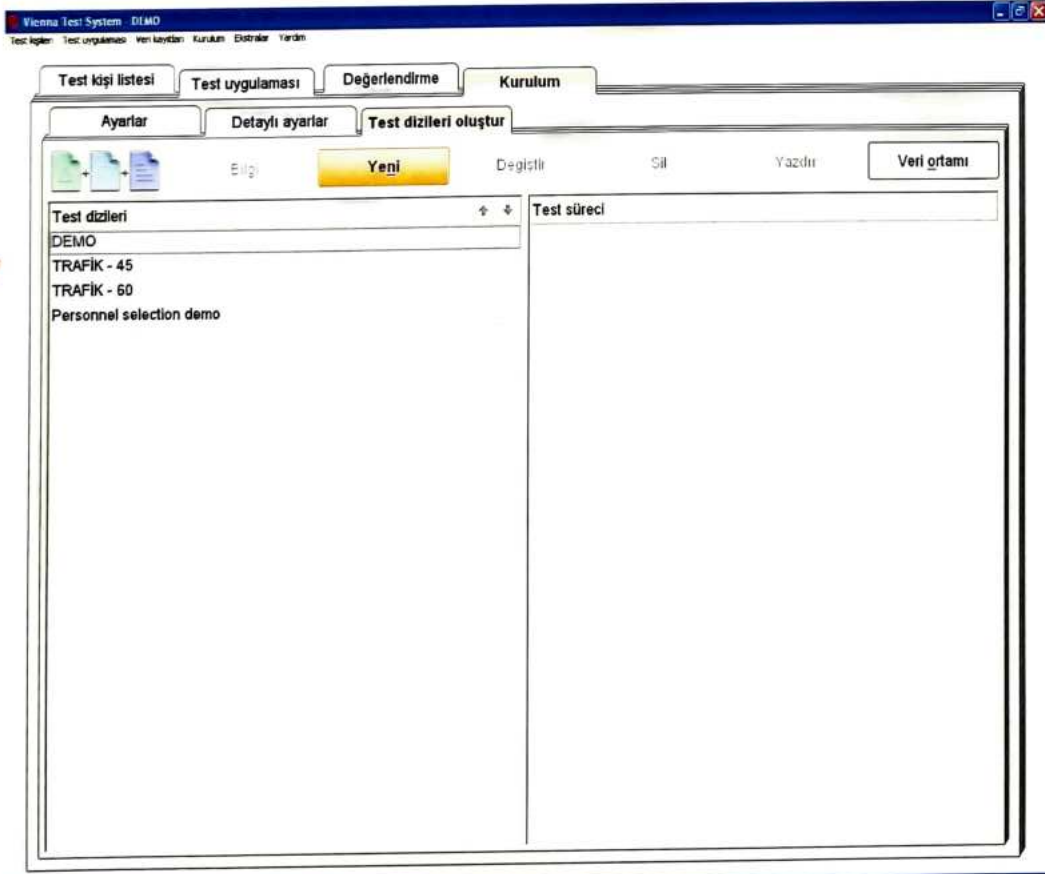 Vienna Test System - DEMO
Test kişileri Test uygulaması Veri kayıtları Kurulum Ekstralar Yardım
Test kişi listesi Test uygulaması Değerlendirme Kurulum
Ayarlar Detaylı ayarlar Test dizileri oluştur
Bilgi Yeni Degiştir Sil Yazdır Veri ortamı
Test dizileri Test süreci
DEMO
TRAFİK - 45
TRAFİK - 60
Personnel selection demo